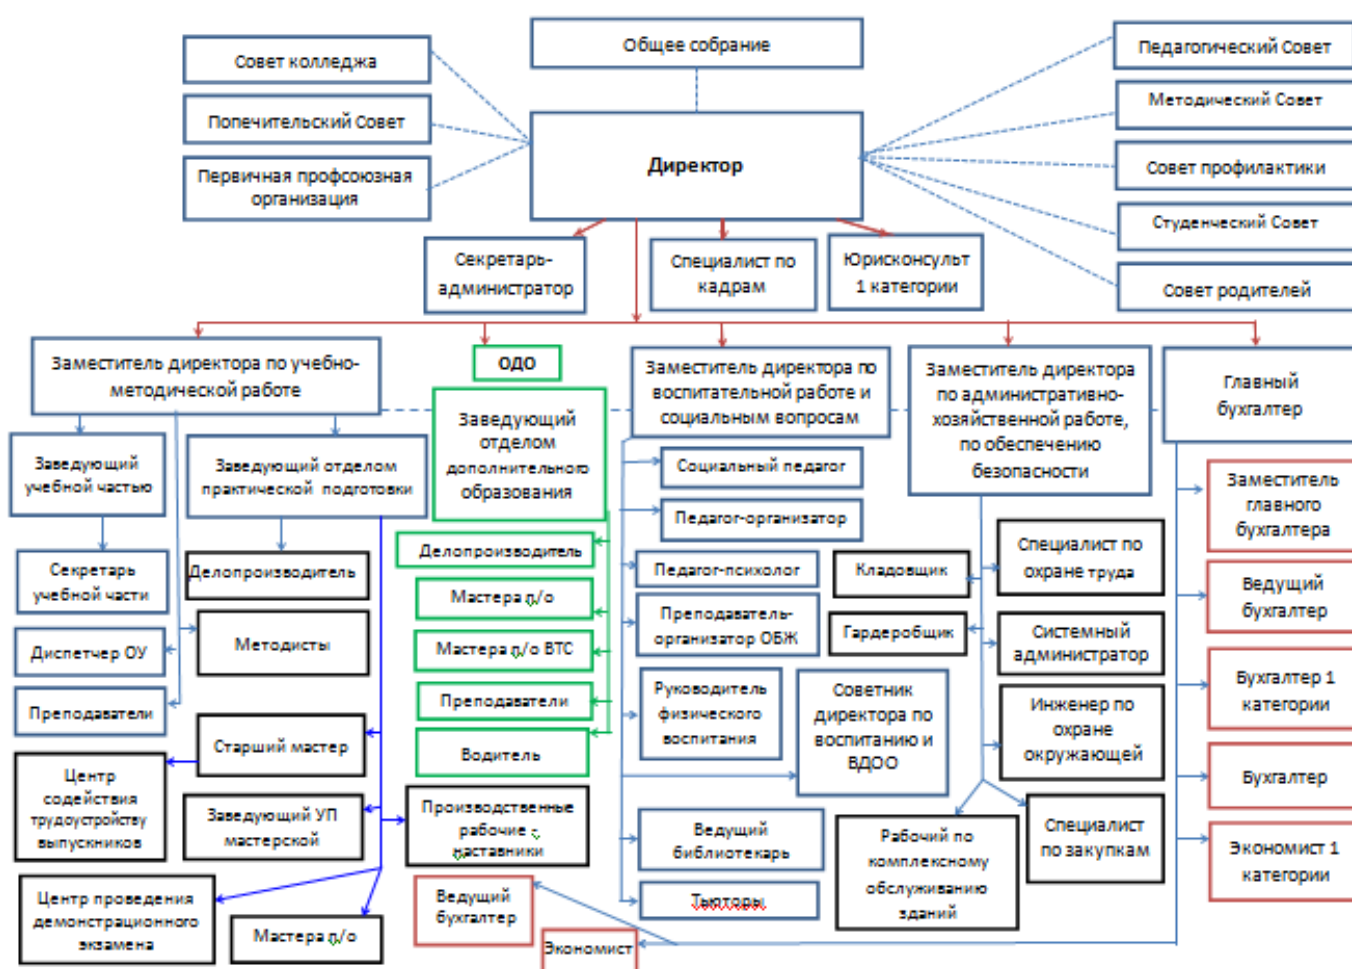 Общее собрание
Совет колледжа
Попечительский Совет
Первичная профсоюзная
организация
Директор
Педагогический Совет
Методический Совет
Совет профилактики
Студенческий Совет
Совет родителей
Секретарь-
администратор
Специалист по
кадрам
Юрисконсульт
1 категории
Заместитель директора по учебно-
методической работе
ОДО
Заведующий
отделом
дополнительного
образования
Заместитель директора по
воспитательной работе и
социальным вопросам
Заместитель директора
по административно-
хозяйственной работе,
по обеспечению
безопасности
Главный
бухгалтер
Заведующий
учебной частью
Заведующий отделом
практической подготовки
Секретарь
учебной части
Делопроизводитель
Диспетчер ОУ
Методисты
Преподаватели
Старший мастер
Центр
содействия
трудоустройству
выпускников
Заведующий УП
мастерской
Производственные
рабочие -
наставники
Центр проведения
демонстрационного
экзамена
Мастера п/о
Делопроизводитель
Мастера п/о
Мастера п/о ВТС
Преподаватели
Водитель
Социальный педагог
Педагог-организатор
Педагог-психолог
Преподаватель-
организатор ОБЖ
Руководитель
физического
воспитания
Советник
директора по
воспитанию и
ВДОО
Ведущий
библиотекарь
Тьюторы
Кладовщик
Гардеробщик
Специалист по
охране труда
Системный
администратор
Инженер по
охране
окружающей
Рабочий по
комплексному
обслуживанию
зданий
Специалист
по закупкам
Заместитель
главного
бухгалтера
Ведущий
бухгалтер
Бухгалтер 1
категории
Бухгалтер
Экономист 1
категории
Ведущий
бухгалтер
Экономист